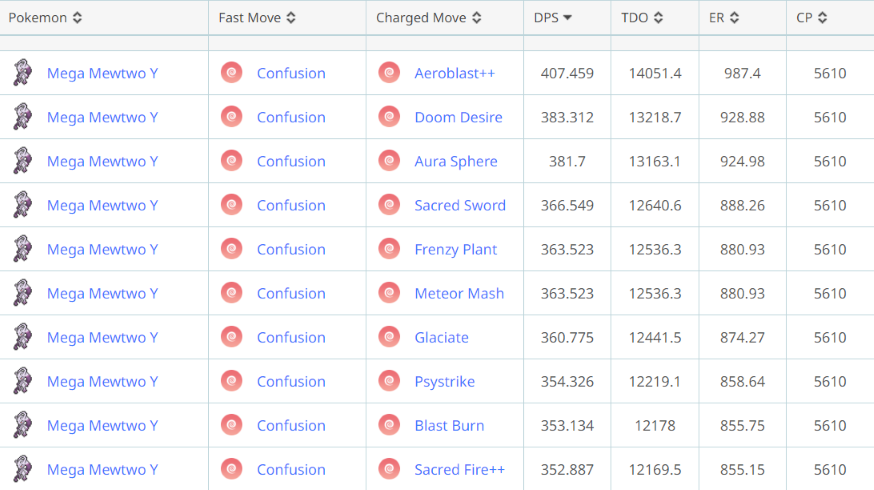 Pokemon Fast Move Charged Move DPS TDO ER CP
Mega Mewtwo Y Confusion Aeroblast++ 407.459 14051.4 987.4 5610
Mega Mewtwo Y Confusion Doom Desire 383.312 13218.7 928.88 5610
Mega Mewtwo Y Confusion Aura Sphere 381.7 13163.1 924.98 5610
Mega Mewtwo Y Confusion Sacred Sword 366.549 12640.6 888.26 5610
Mega Mewtwo Y Confusion Frenzy Plant 363.523 12536.3 880.93 5610
Mega Mewtwo Y Confusion Meteor Mash 363.523 12536.3 880.93 5610
Mega Mewtwo Y Confusion Glaciate 360.775 12441.5 874.27 5610
Mega Mewtwo Y Confusion Psystrike 354.326 12219.1 858.64 5610
Mega Mewtwo Y Confusion Blast Burn 353.134 12178 855.75 5610
Mega Mewtwo Y Confusion Sacred Fire++ 352.887 12169.5 855.15 5610